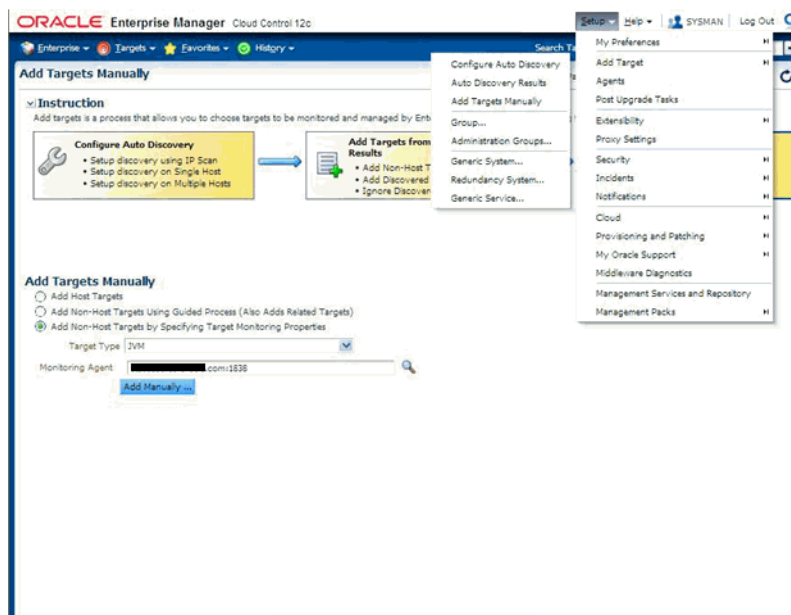 ORACLE Enterprise Manager Cloud Control 12c
Setup Help SYSMAN Log Out
Enterprise Targets Favorites History Search Ta
Add Targets Manually
Instruction
Add targets is a process that allows you to choose targets to be monitored and managed by Ente
Configure Auto Discovery
• Setup discovery using IP Scan
• Setup discovery on Single Host
• Setup discovery on Multiple Hosts
Add Targets from
Results
• Add Non-Host T
• Add Discovered
• Ignore Discover
Configure Auto Discovery
Auto Discovery Results
Add Targets Manually
Group...
Administration Groups...
Generic System...
Redundancy System...
Generic Service...
My Preferences
Add Target
Agents
Post Upgrade Tasks
Extensibility
Proxy Settings
Security
Incidents
Notifications
Cloud
Provisioning and Patching
My Oracle Support
Middleware Diagnostics
Management Services and Repository
Management Packs
Add Targets Manually
Add Host Targets
Add Non-Host Targets Using Guided Process (Also Adds Related Targets)
Add Non-Host Targets by Specifying Target Monitoring Properties
Target Type JVM
Monitoring Agent .com:1838
Add Manually ...